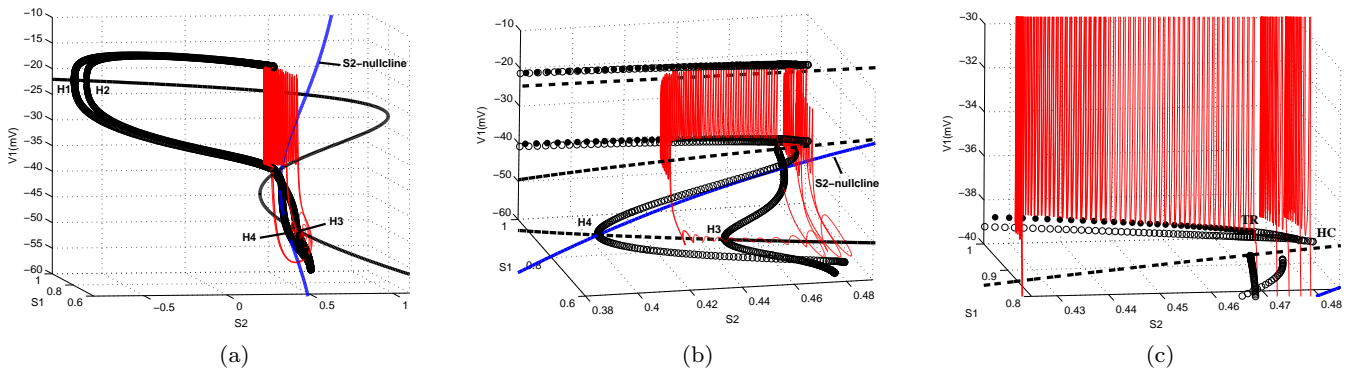 −10
−15
−20
−25
−30
−35
−40
−45
−50
−55
−60
V1(mV)
S2−nullcline
H1
H2
H3
H4
1
0.8
0.6
S1
−0.5
0
0.5
1
S2
(a)
−10
−20
−30
−40
−50
−60
V1(mV)
S2−nullcline
H4
H3
1
0.8
0.6
S1
0.38
0.4
0.42
0.44
0.46
0.48
S2
(b)
−30
−32
−34
−36
−38
−40
V1(mV)
TR
HC
1
0.9
0.8
S1
0.43
0.44
0.45
0.46
0.47
0.48
S2
(c)